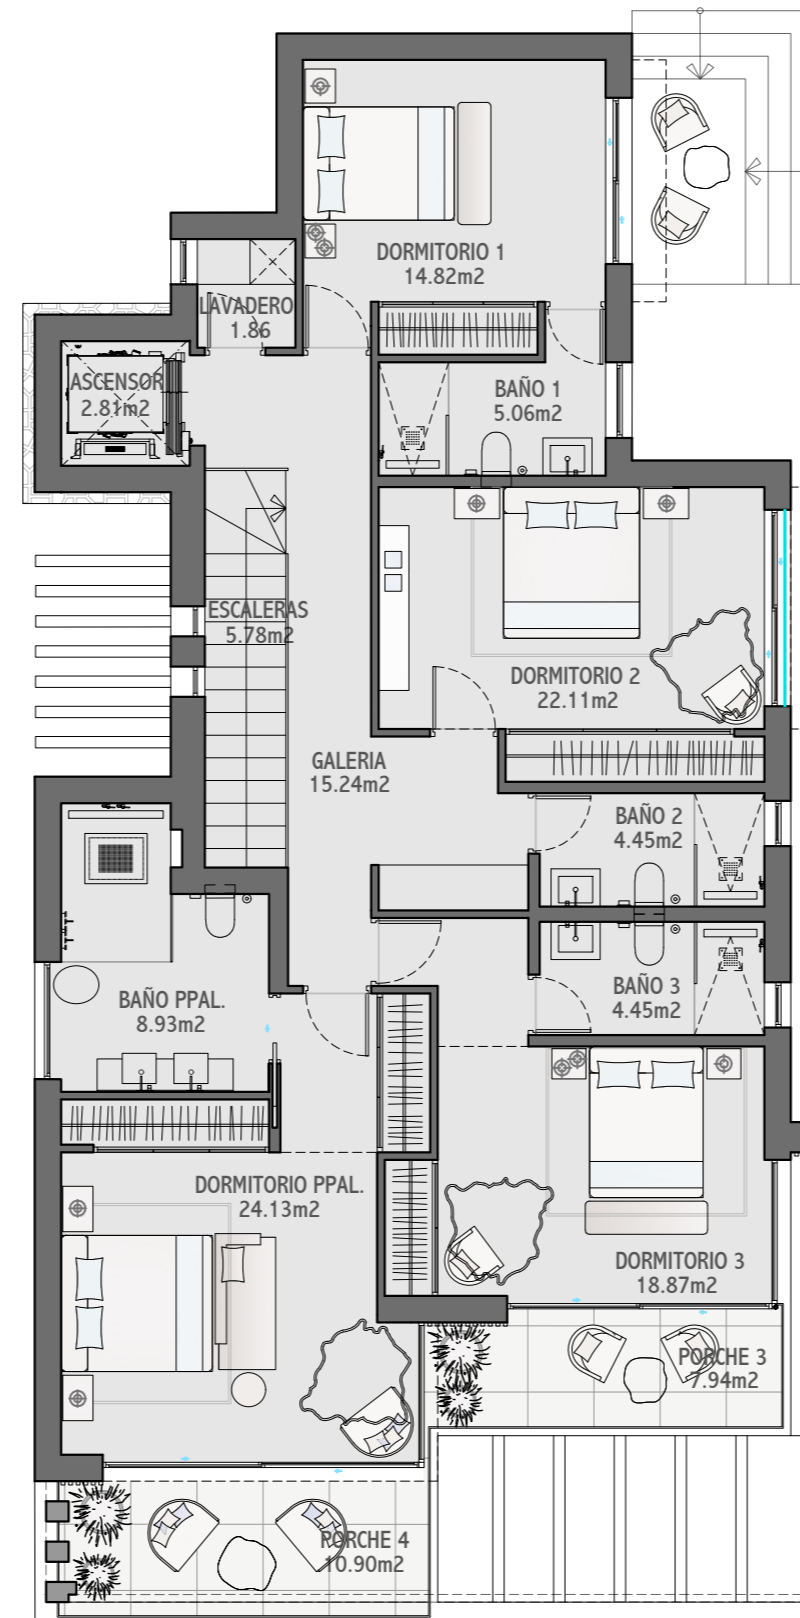 DORMITORIO 1
14.82m2
LAVADERO
1.86
ASCENSOR
2.81m2
BAÑO 1
5.06m2
ESCALERAS
5.78m2
DORMITORIO 2
22.11m2
GALERIA
15.24m2
BAÑO 2
4.45m2
BAÑO PPAL.
8.93m2
BAÑO 3
4.45m2
DORMITORIO PPAL.
24.13m2
DORMITORIO 3
18.87m2
PORCHE 3
7.94m2
PORCHE 4
10.90m2